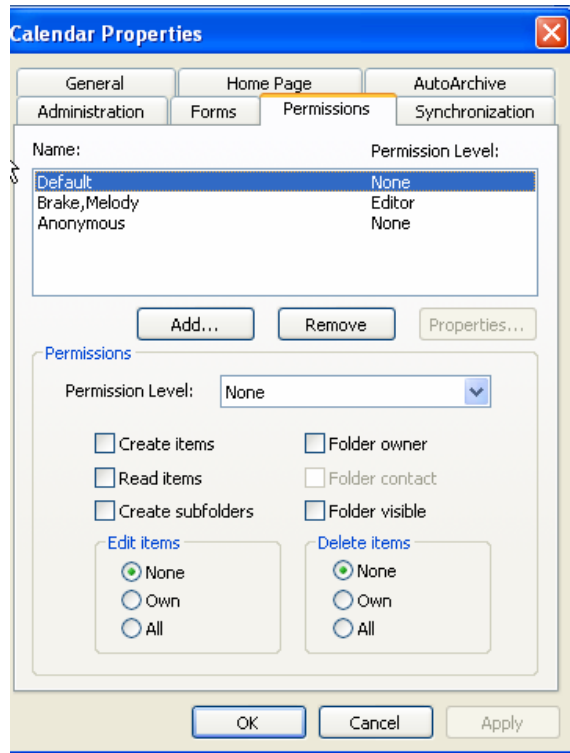 Calendar Properties
General Home Page AutoArchive
Administration Forms Permissions Synchronization
Name: Permission Level:
Default None
Brake,Melody Editor
Anonymous None
Add... Remove Properties...
Permissions
Permission Level: None
Create items Folder owner
Read items Folder contact
Create subfolders Folder visible
Edit items Delete items
None None
Own Own
All All
OK Cancel Apply